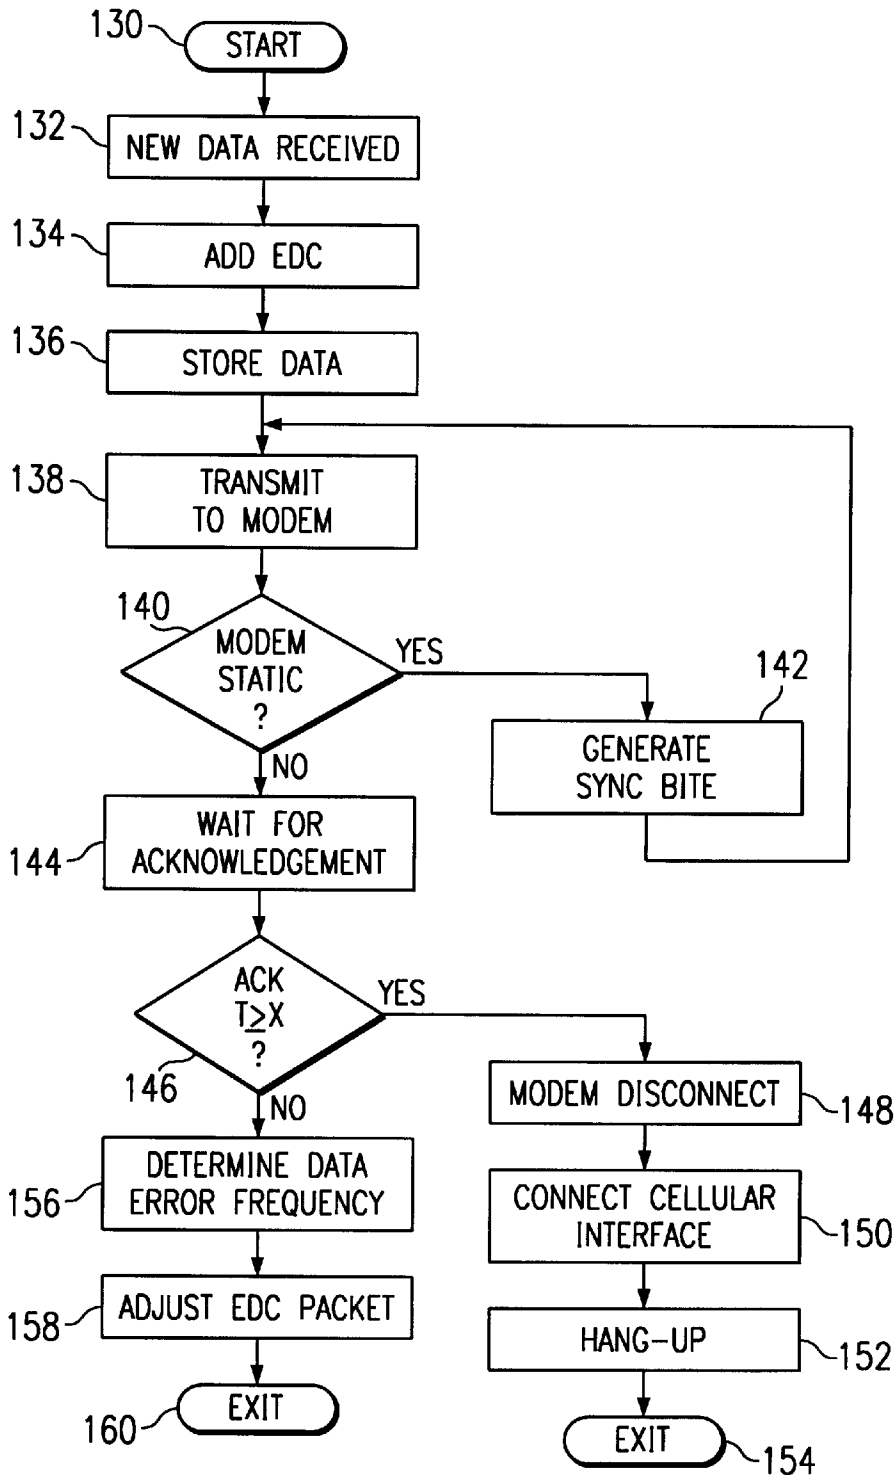 130
START
132
NEW DATA RECEIVED
134
ADD EDC
136
STORE DATA
138
TRANSMIT
TO MODEM
140
MODEM
STATIC
?
YES
NO
142
GENERATE
SYNC BITE
144
WAIT FOR
ACKNOWLEDGEMENT
146
ACK
T≥X
?
YES
NO
148
MODEM DISCONNECT
150
CONNECT CELLULAR
INTERFACE
152
HANG-UP
154
EXIT
156
DETERMINE DATA
ERROR FREQUENCY
158
ADJUST EDC PACKET
160
EXIT